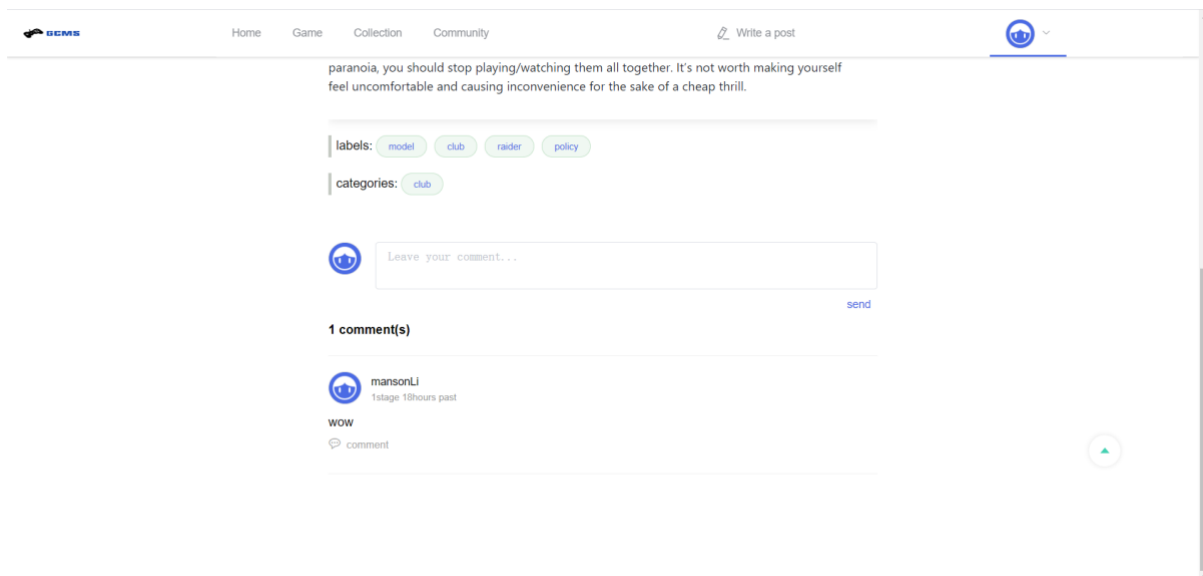 GCMS Home Game Collection Community Write a post
paranoia, you should stop playing/watching them all together. It's not worth making yourself
feel uncomfortable and causing inconvenience for the sake of a cheap thrill.
labels: model club raider policy
categories: club
Leave your comment...
send
1 comment(s)
mansonLi
1stage 18hours past
wow
comment